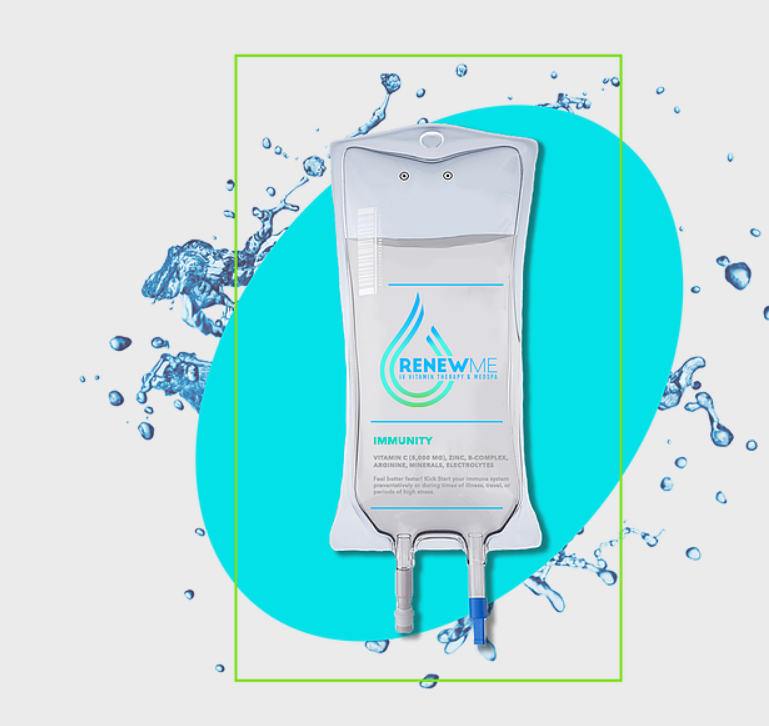 RENEWME
IV VITAMIN THERAPY & MEDSPA
IMMUNITY
VITAMIN C (5,000 MG), ZINC, B-COMPLEX,
ARGININE, MINERALS, ELECTROLYTES
Feel better faster! Kick Start your immune system
preventatively or during times of illness, travel, or
periods of high stress.